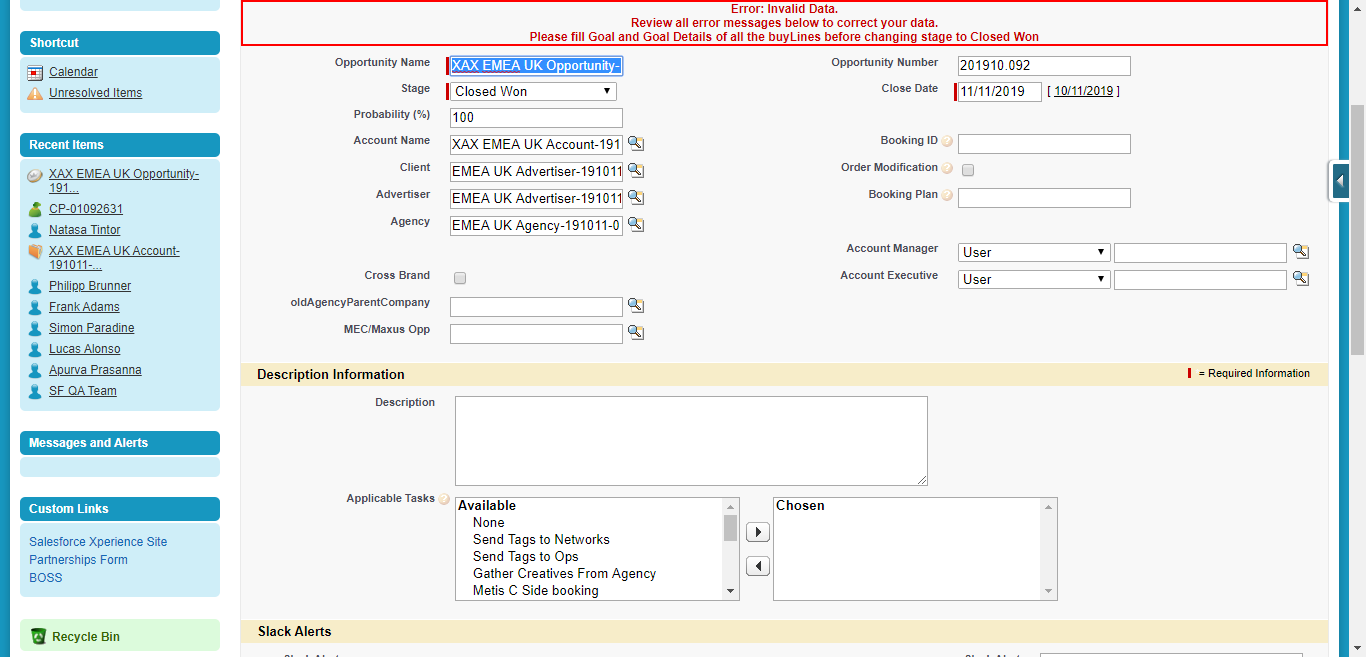 Error: Invalid Data.
Review all error messages below to correct your data.
Please fill Goal and Goal Details of all the buyLines before changing stage to Closed Won
Shortcut
Calendar
Unresolved Items
Recent Items
XAX EMEA UK Opportunity-
191...
CP-01092631
Natasa Tintor
XAX EMEA UK Account-
191011-...
Philipp Brunner
Frank Adams
Simon Paradine
Lucas Alonso
Apurva Prasanna
SF QA Team
Messages and Alerts
Custom Links
Salesforce Xperience Site
Partnerships Form
BOSS
Recycle Bin
Opportunity Name XAX EMEA UK Opportunity-
Opportunity Number 201910.092
Stage Closed Won
Close Date 11/11/2019 [ 10/11/2019 ]
Probability (%) 100
Account Name XAX EMEA UK Account-191
Booking ID
Client EMEA UK Advertiser-191011
Order Modification
Advertiser EMEA UK Advertiser-191011
Booking Plan
Agency EMEA UK Agency-191011-0
Account Manager User
Cross Brand
Account Executive User
oldAgencyParentCompany
MEC/Maxus Opp
Description Information
= Required Information
Description
Applicable Tasks
Available
None
Send Tags to Networks
Send Tags to Ops
Gather Creatives From Agency
Metis C Side booking
Chosen
Slack Alerts